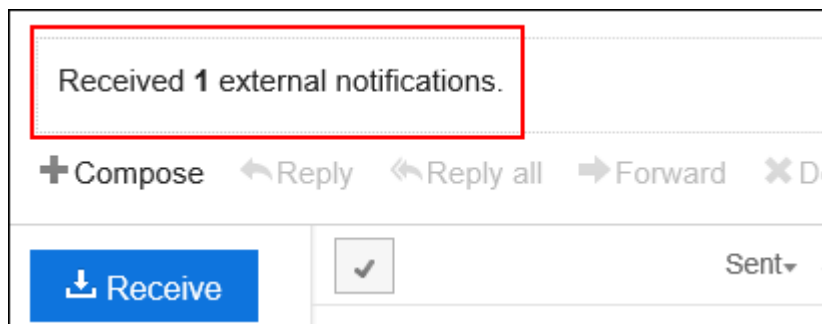 Received 1 external notifications.
Compose Reply Reply all Forward
Receive Sent